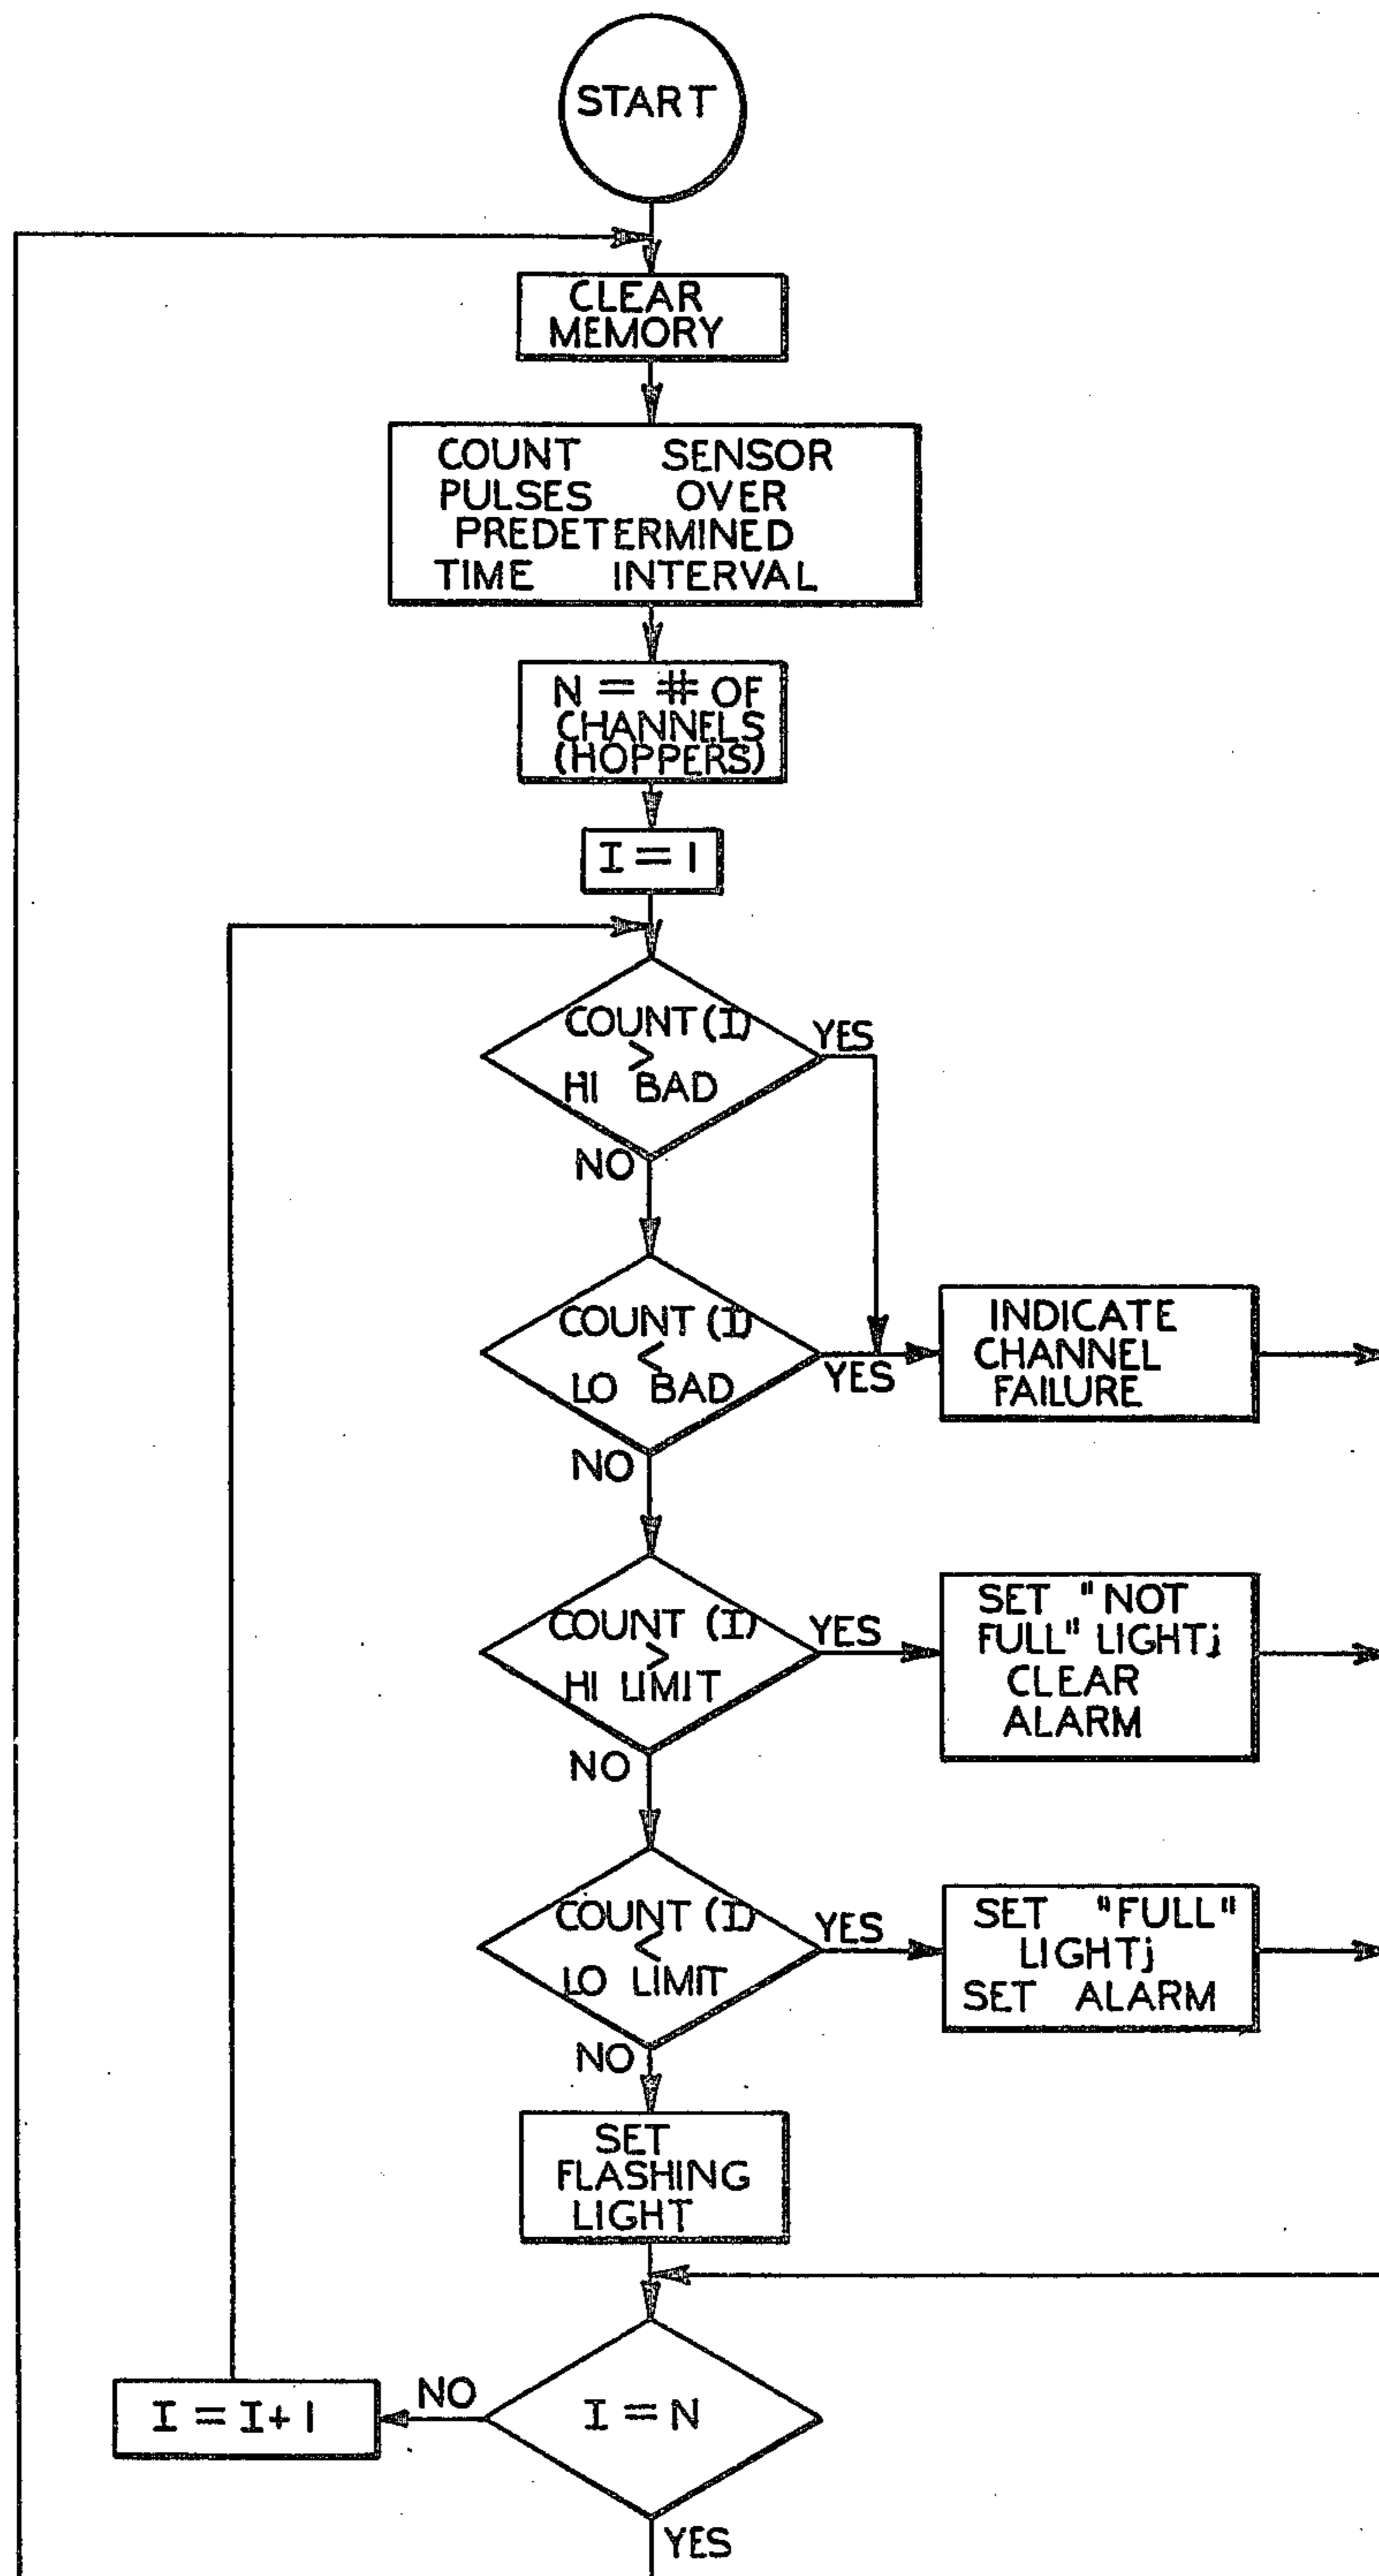 START
CLEAR
MEMORY
COUNT SENSOR
PULSES OVER
PREDETERMINED
TIME INTERVAL
N = # OF
CHANNELS
(HOPPERS)
I = 1
COUNT (I)
>
HI BAD
YES
NO
COUNT (I)
<
LO BAD
YES
INDICATE
CHANNEL
FAILURE
NO
COUNT (I)
>
HI LIMIT
YES
SET "NOT
FULL" LIGHT;
CLEAR
ALARM
NO
COUNT (I)
<
LO LIMIT
YES
SET "FULL"
LIGHT;
SET ALARM
NO
SET
FLASHING
LIGHT
I = N
NO
I = I + 1
YES